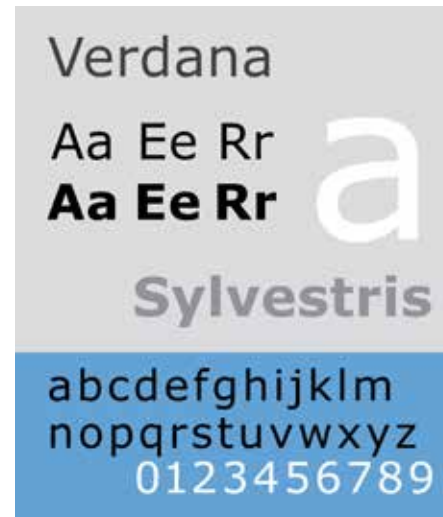 Verdana
Aa Ee Rr
Aa Ee Rr
a
Sylvestris
abcdefghijklm
nopqrstuvwxyz
0123456789